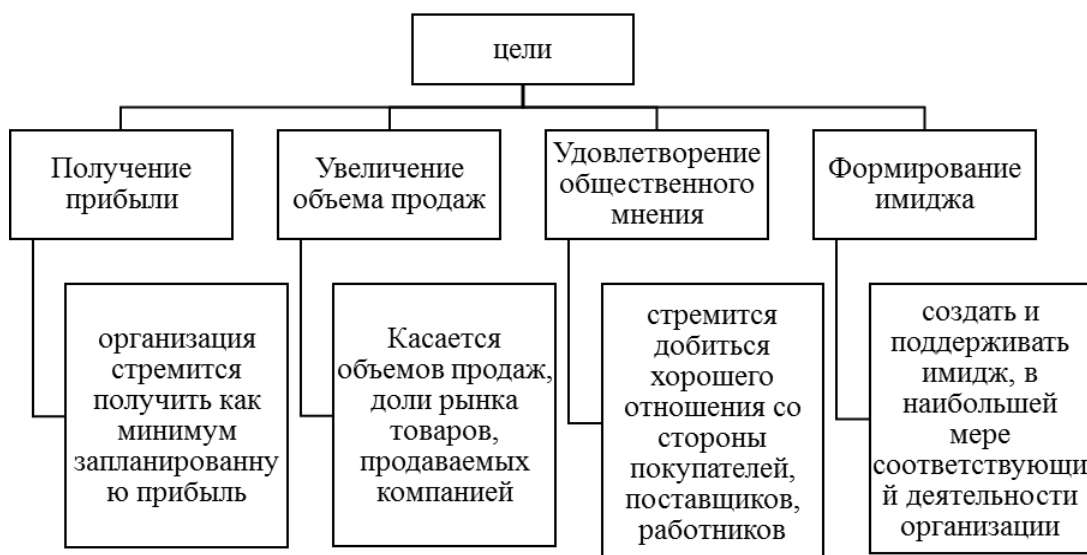 цели
Получение
прибыли
организация
стремится
получить как
минимум
запланированну
ю прибыль
Увеличение
объема продаж
Касается
объемов продаж,
доли рынка
товаров,
продаваемых
компанией
Удовлетворение
общественного
мнения
стремится
добиться
хорошего
отношения со
стороны
покупателей,
поставщиков,
работников
Формирование
имиджа
создать и
поддерживать
имидж, в
наибольшей
мере
соответствующи
й деятельности
организации